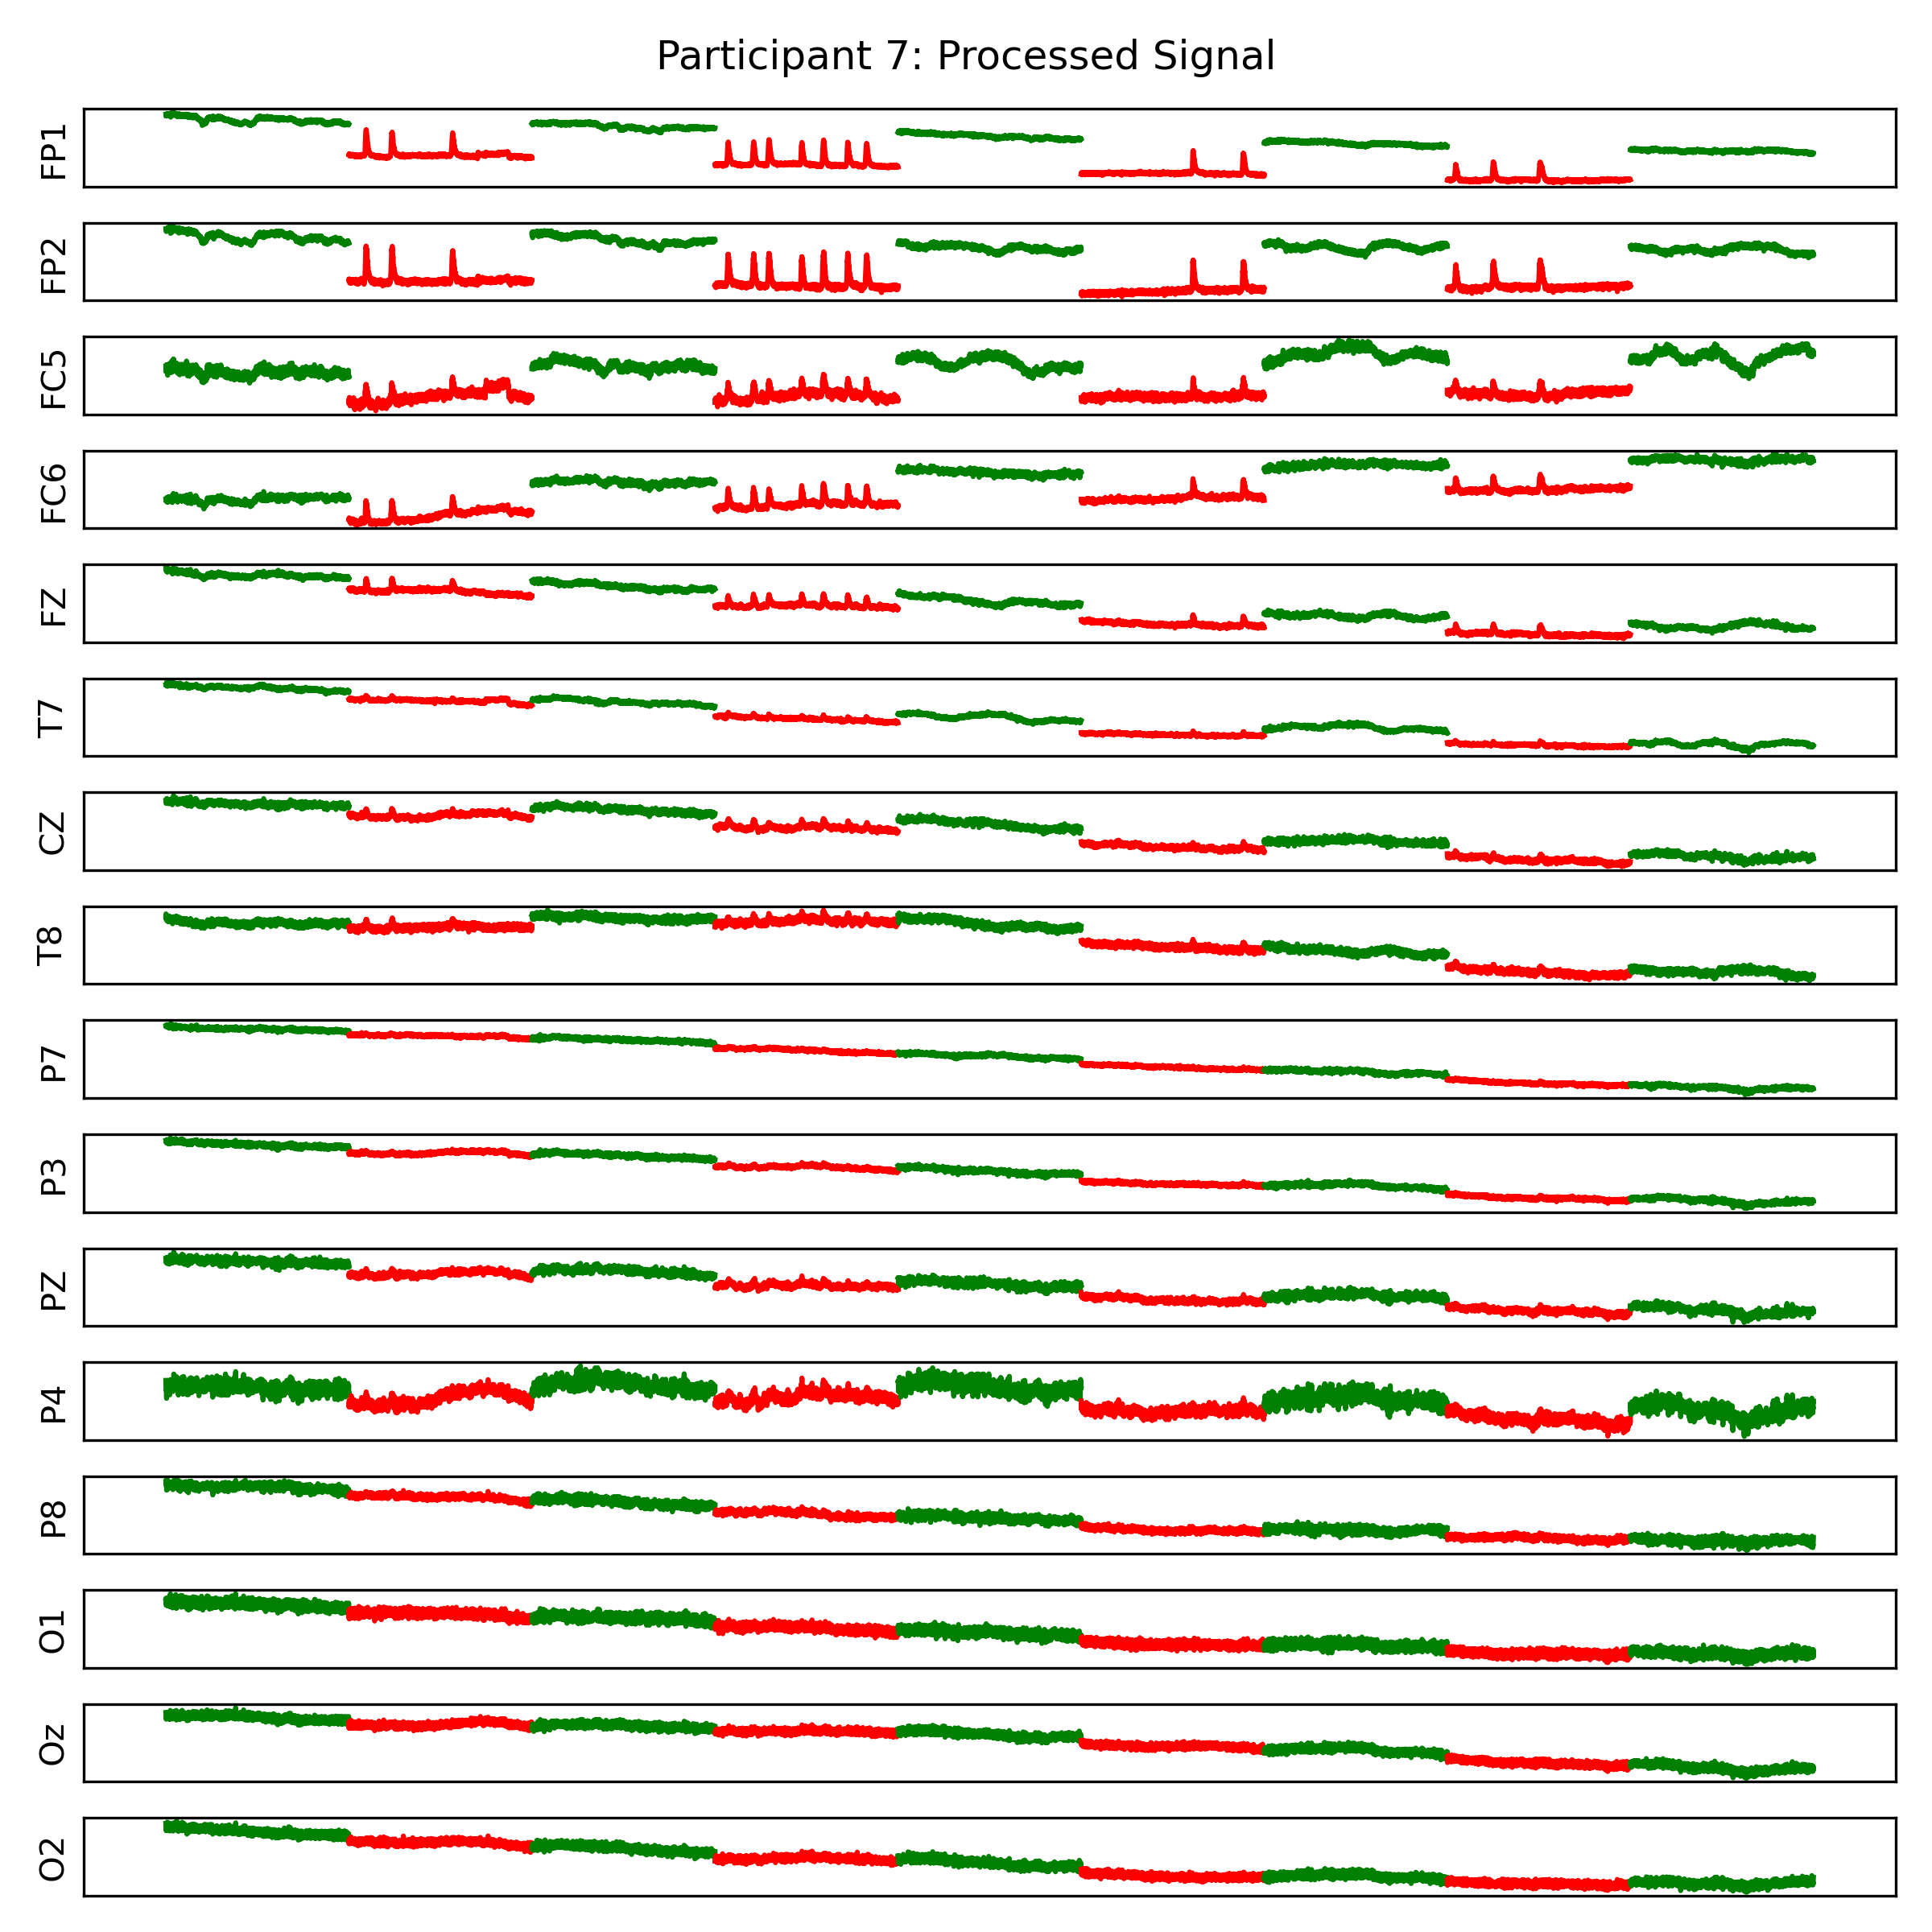 Participant 7: Processed Signal
FP1
FP2
FC5
FC6
FZ
T7
CZ
T8
P7
P3
PZ
P4
P8
O1
Oz
O2